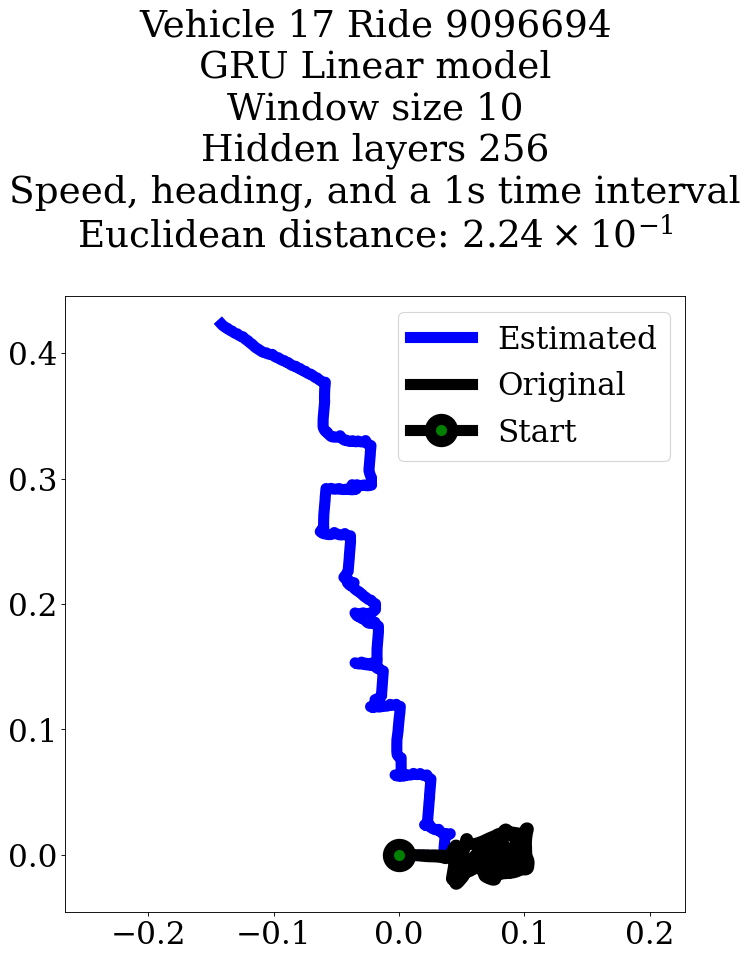 Vehicle 17 Ride 9096694
GRU Linear model
Window size 10
Hidden layers 256
Speed, heading, and a 1s time interval
Euclidean distance: 2.24 × 10⁻¹
Estimated
Original
Start
0.4
0.3
0.2
0.1
0.0
−0.2 −0.1 0.0 0.1 0.2